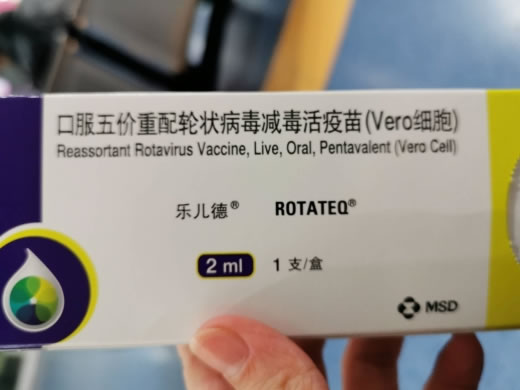 口服五价重配轮状病毒减毒活疫苗(Vero细胞)
Reassortant Rotavirus Vaccine, Live, Oral, Pentavalent (Vero Cell)
乐儿德® ROTATEQ®
2 ml 1 支/盒
MSD